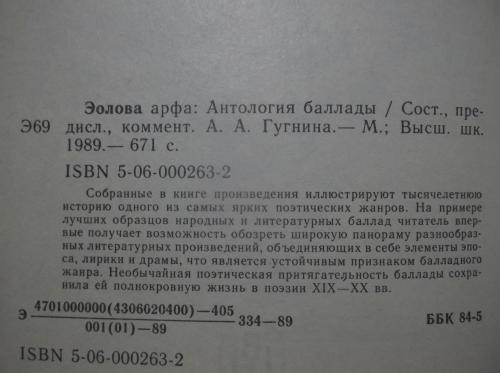 Эолова арфа: Антология баллады / Сост., пре-
Э69 дисл., коммент. А. А. Гугнина.— М.; Высш. шк.
1989.— 671 с.
ISBN 5-06-000263-2
Собранные в книге произведения иллюстрируют тысячелетнюю
историю одного из самых ярких поэтических жанров. На примере
лучших образцов народных и литературных баллад читатель впер-
вые получает возможность обозреть широкую панораму разнообраз-
ных литературных произведений, объединяющих в себе элементы эпо-
са, лирики и драмы, что является устойчивым признаком балладного
жанра. Необычайная поэтическая притягательность баллады сохра-
нила ей полнокровную жизнь в поэзии XIX—XX вв.
Э 4701000000(4306020400)—405
001(01)—89
334—89 ББК 84-5
ISBN 5-06-000263-2